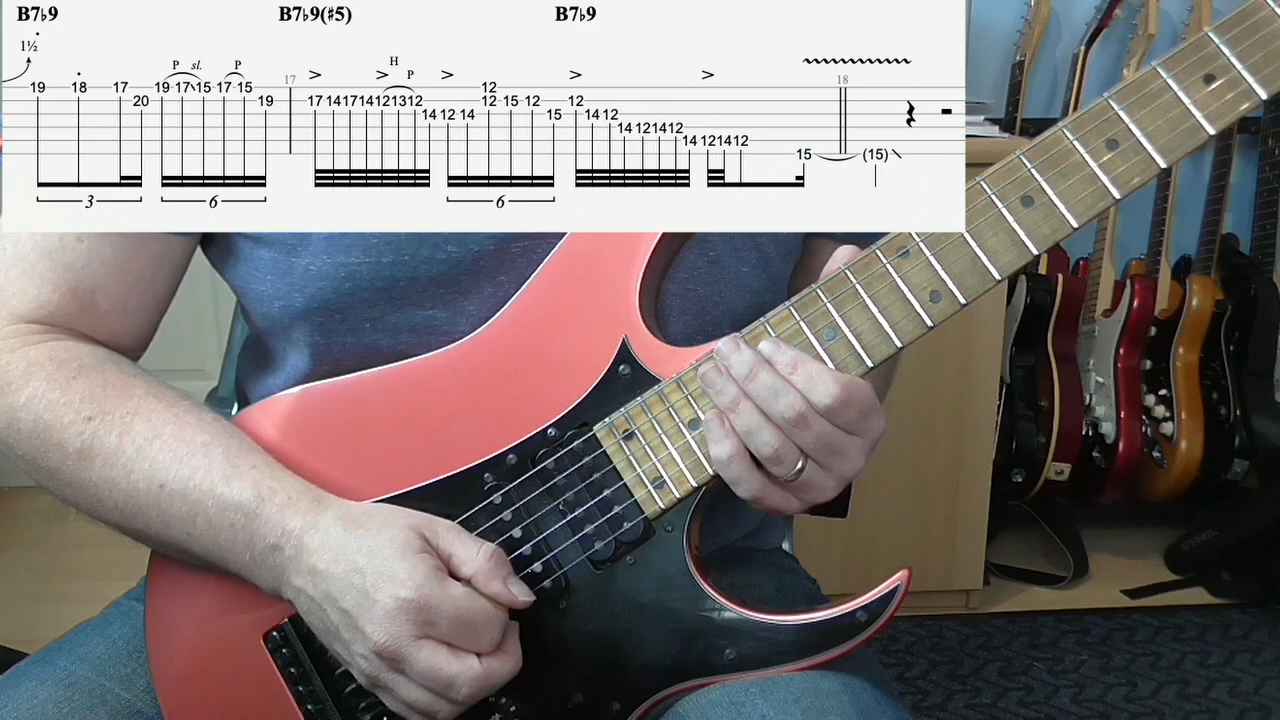 B7♭9 B7♭9(♯5) B7♭9
1½ P sl. P H P
19 18 17 19 17 15 17 15 17 12 18
20 19 17 14 17 14 12 13 12 12 15 12 12
14 12 14 15 14 12
14 12 14 12
14 12 14 12
15 (15)
3 6 6